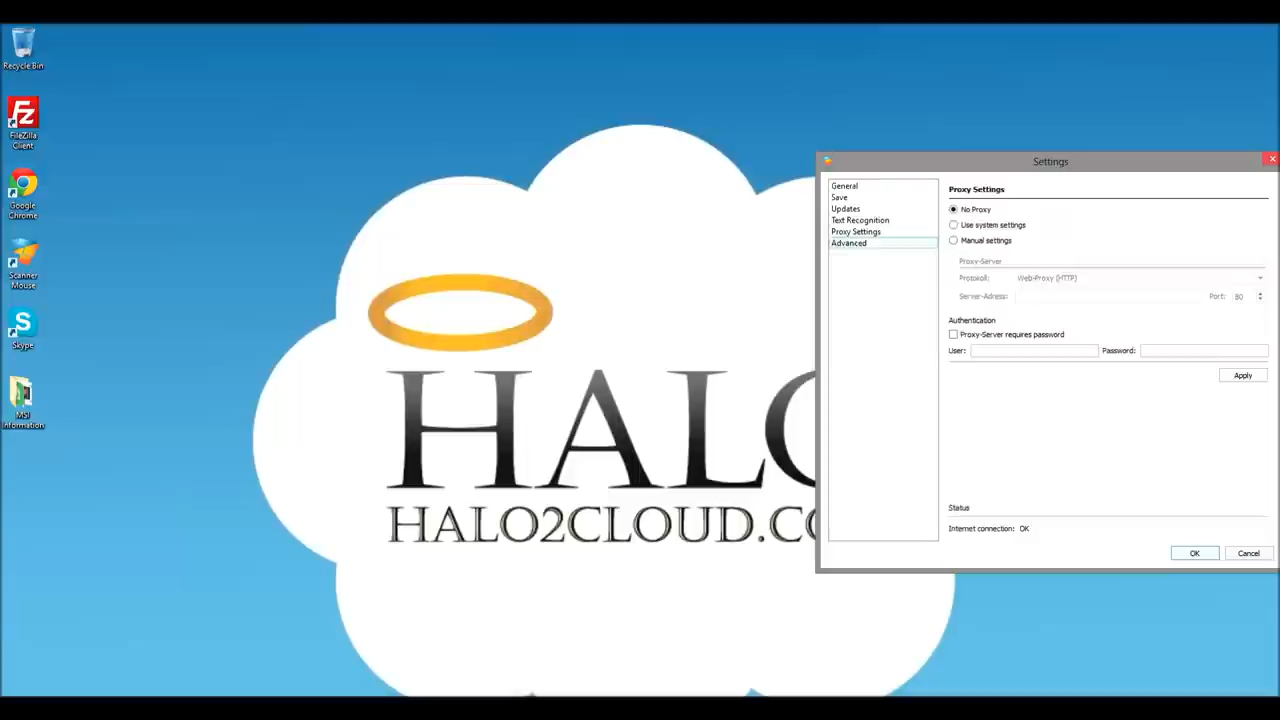 Recycle Bin
FileZilla
Client
Google
Chrome
Scanner
Mouse
Skype
MSI
Information
HALO
HALO2CLOUD.CO
Settings
General
Save
Updates
Text Recognition
Proxy Settings
Advanced
Proxy Settings
No Proxy
Use system settings
Manual settings
Proxy-Server
Protokoll: Web-Proxy (HTTP)
Server-Adress: Port: 80
Authentication
Proxy-Server requires password
User: Password:
Apply
Status
Internet connection: OK
OK Cancel